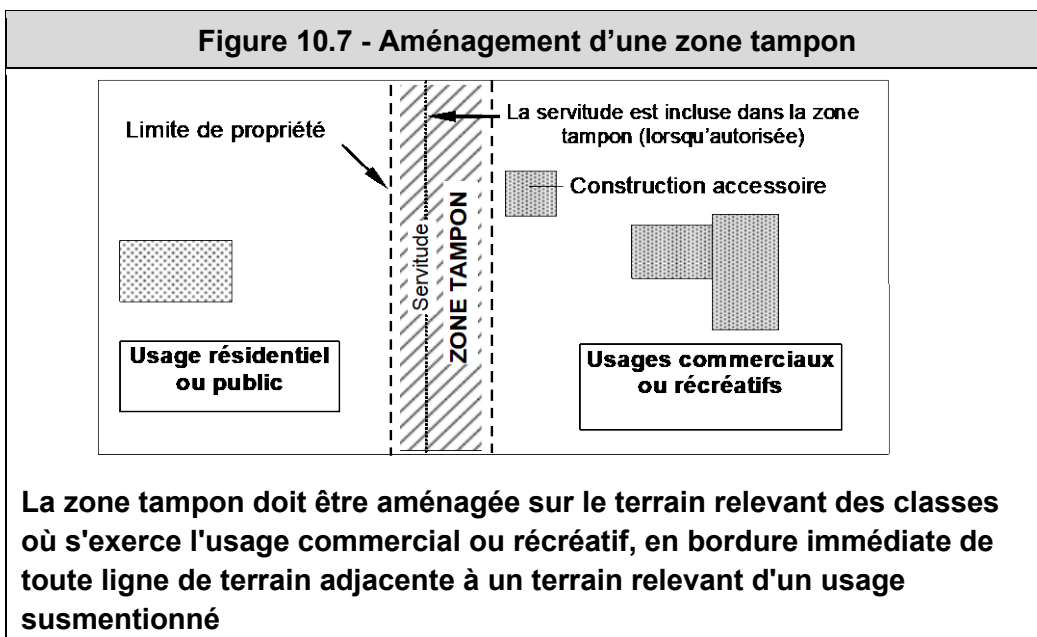 Figure 10.7 - Aménagement d’une zone tampon
Limite de propriété
La servitude est incluse dans la zone
tampon (lorsqu’autorisée)
Construction accessoire
Servitude
ZONE TAMPON
Usage résidentiel
ou public
Usages commerciaux
ou récréatifs
La zone tampon doit être aménagée sur le terrain relevant des classes
où s'exerce l'usage commercial ou récréatif, en bordure immédiate de
toute ligne de terrain adjacente à un terrain relevant d'un usage
susmentionné